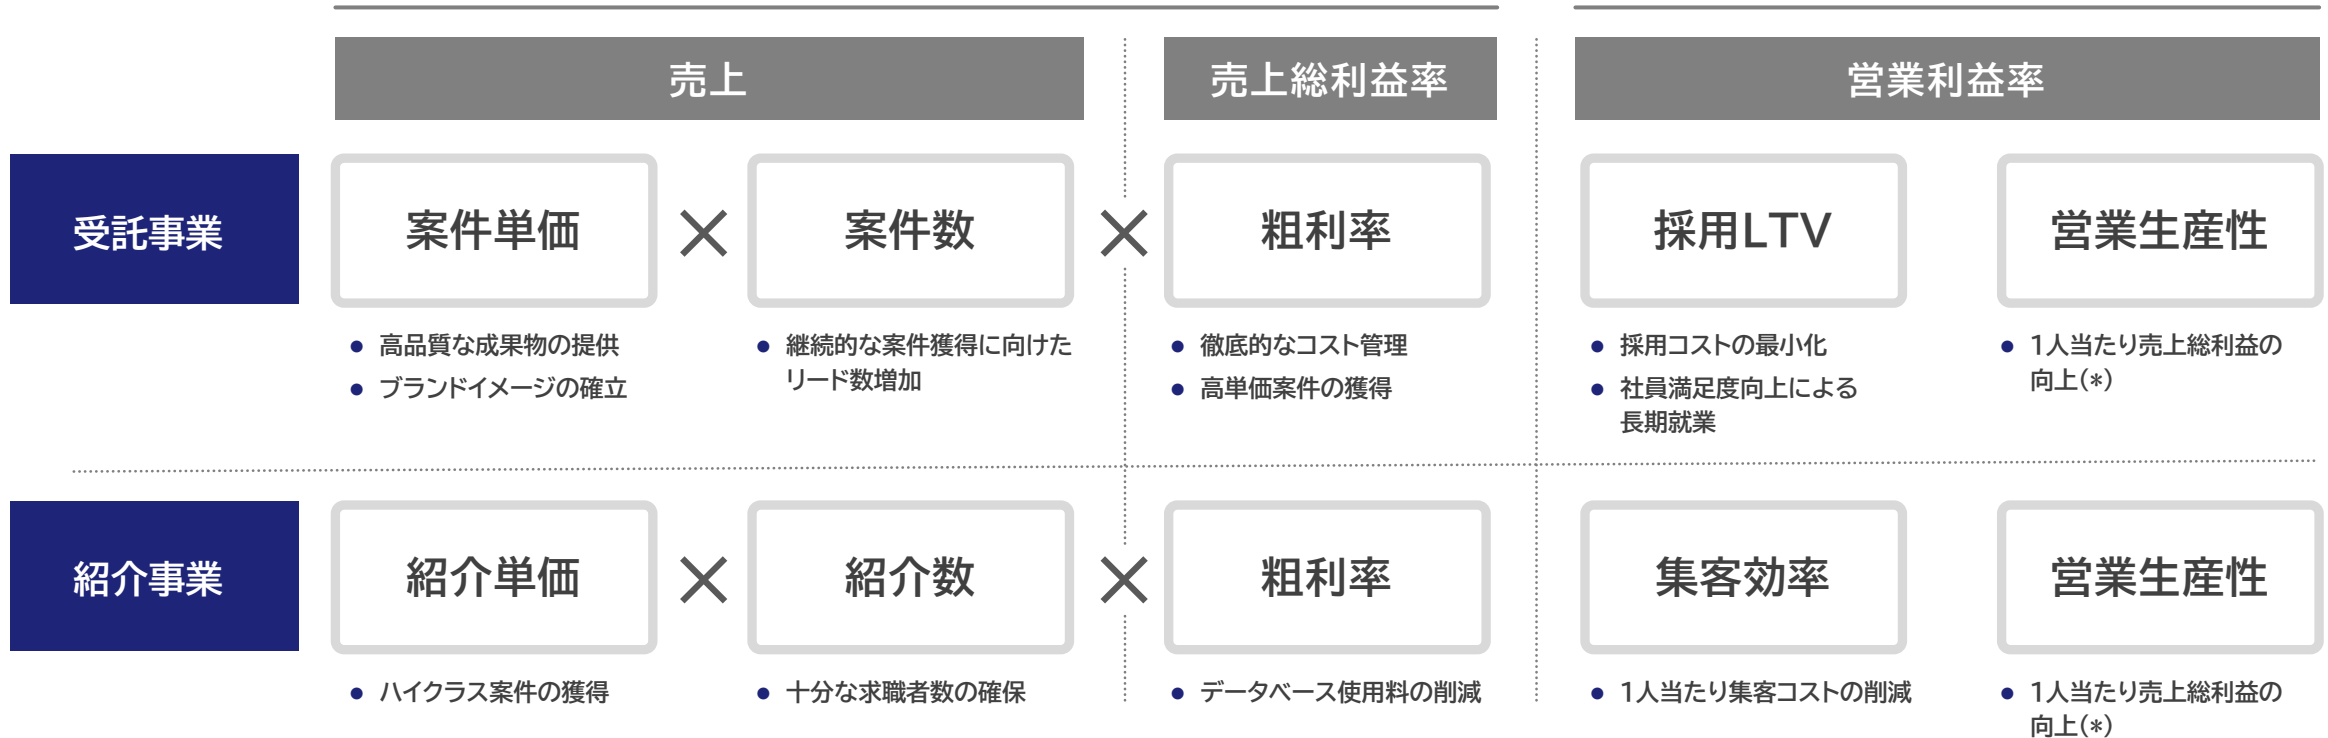 売上
売上総利益率
営業利益率
受託事業
案件単価
×
案件数
×
粗利率
採用LTV
営業生産性
● 高品質な成果物の提供
● ブランドイメージの確立
● 継続的な案件獲得に向けた
リード数増加
● 徹底的なコスト管理
● 高単価案件の獲得
● 採用コストの最小化
● 社員満足度向上による
長期就業
● 1人当たり売上総利益の
向上(*)
紹介事業
紹介単価
×
紹介数
×
粗利率
集客効率
営業生産性
● ハイクラス案件の獲得
● 十分な求職者数の確保
● データベース使用料の削減
● 1人当たり集客コストの削減
● 1人当たり売上総利益の
向上(*)